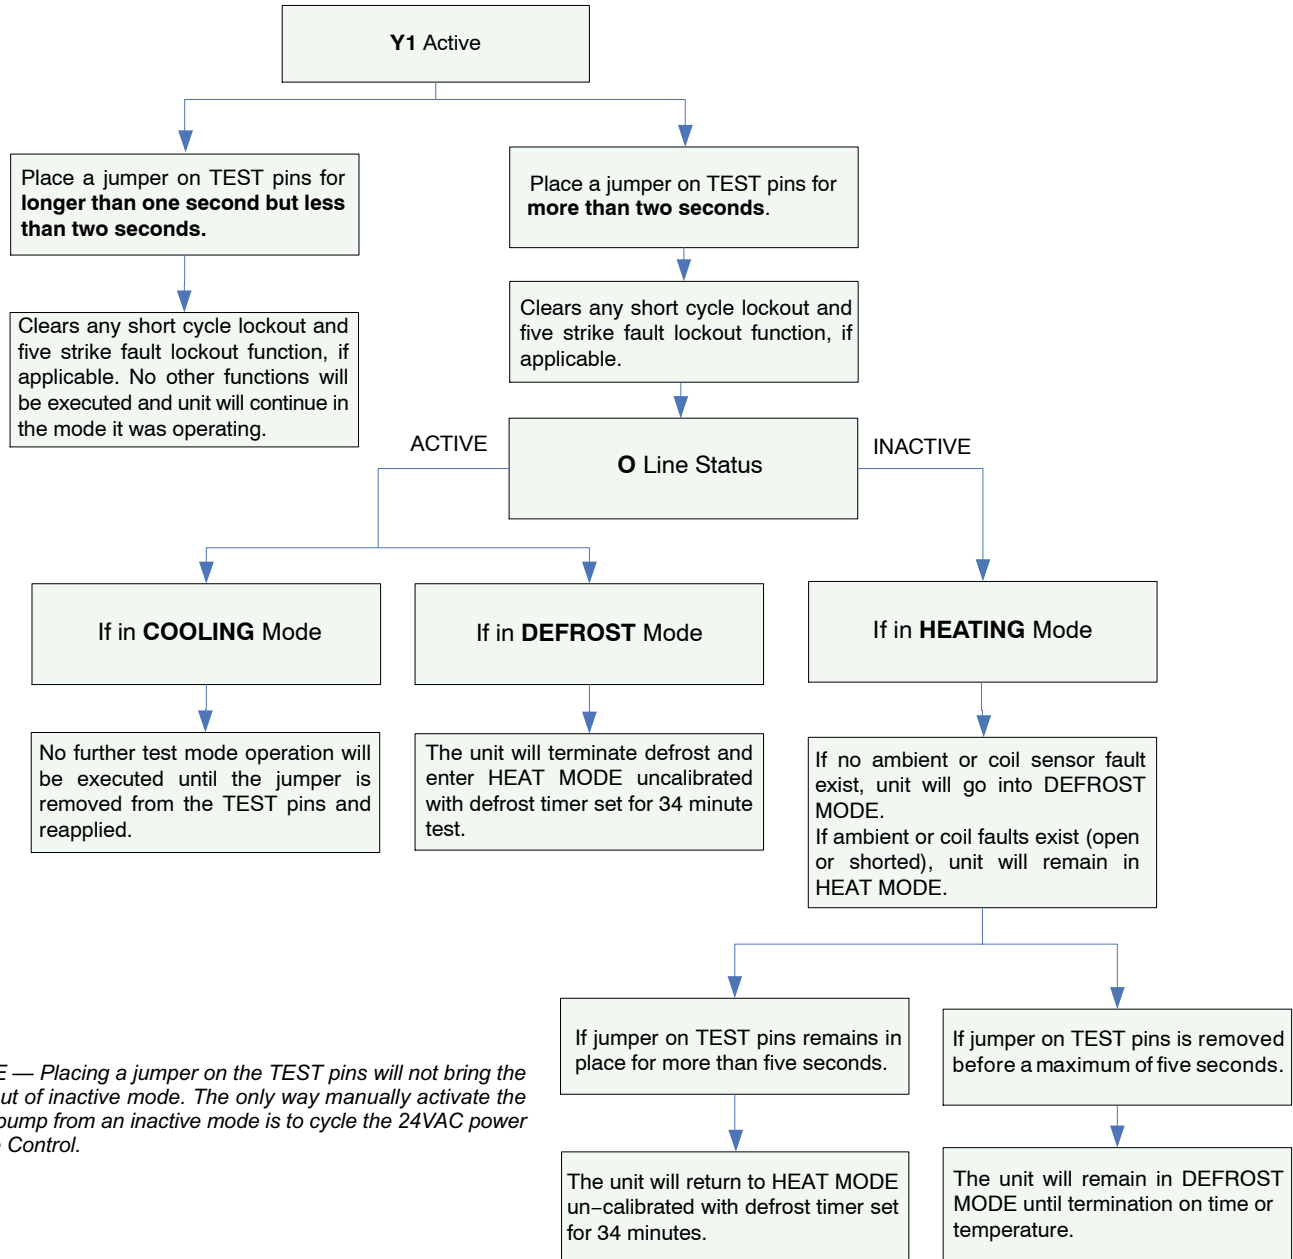 Y1 Active
Place a jumper on TEST pins for
longer than one second but less
than two seconds.
Place a jumper on TEST pins for
more than two seconds.
Clears any short cycle lockout and
five strike fault lockout function, if
applicable. No other functions will
be executed and unit will continue in
the mode it was operating.
Clears any short cycle lockout and
five strike fault lockout function, if
applicable.
ACTIVE
O Line Status
INACTIVE
If in COOLING Mode
If in DEFROST Mode
If in HEATING Mode
No further test mode operation will
be executed until the jumper is
removed from the TEST pins and
reapplied.
The unit will terminate defrost and
enter HEAT MODE uncalibrated
with defrost timer set for 34 minute
test.
If no ambient or coil sensor fault
exist, unit will go into DEFROST
MODE.
If ambient or coil faults exist (open
or shorted), unit will remain in
HEAT MODE.
If jumper on TEST pins remains in
place for more than five seconds.
If jumper on TEST pins is removed
before a maximum of five seconds.
E — Placing a jumper on the TEST pins will not bring the
ut of inactive mode. The only way manually activate the
pump from an inactive mode is to cycle the 24VAC power
Control.
The unit will return to HEAT MODE
un−calibrated with defrost timer set
for 34 minutes.
The unit will remain in DEFROST
MODE until termination on time or
temperature.